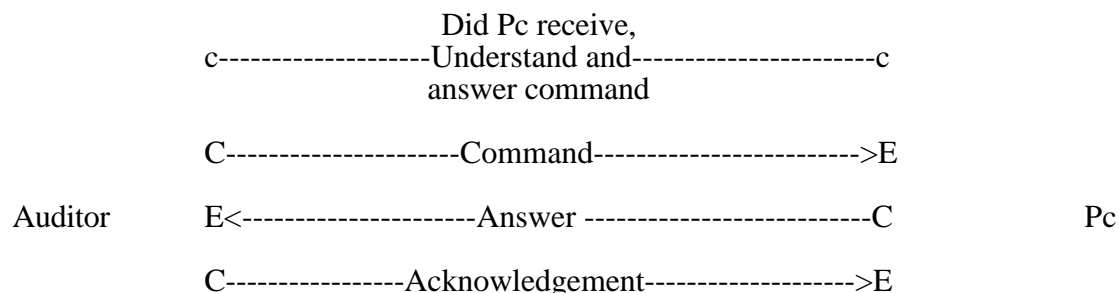 Did Pc receive,
c--------------------Understand and-----------------------c
answer command
C----------------------Command------------------------->E
Auditor E<----------------------Answer ---------------------------C Pc
C-----------------Acknowledgement-------------------->E